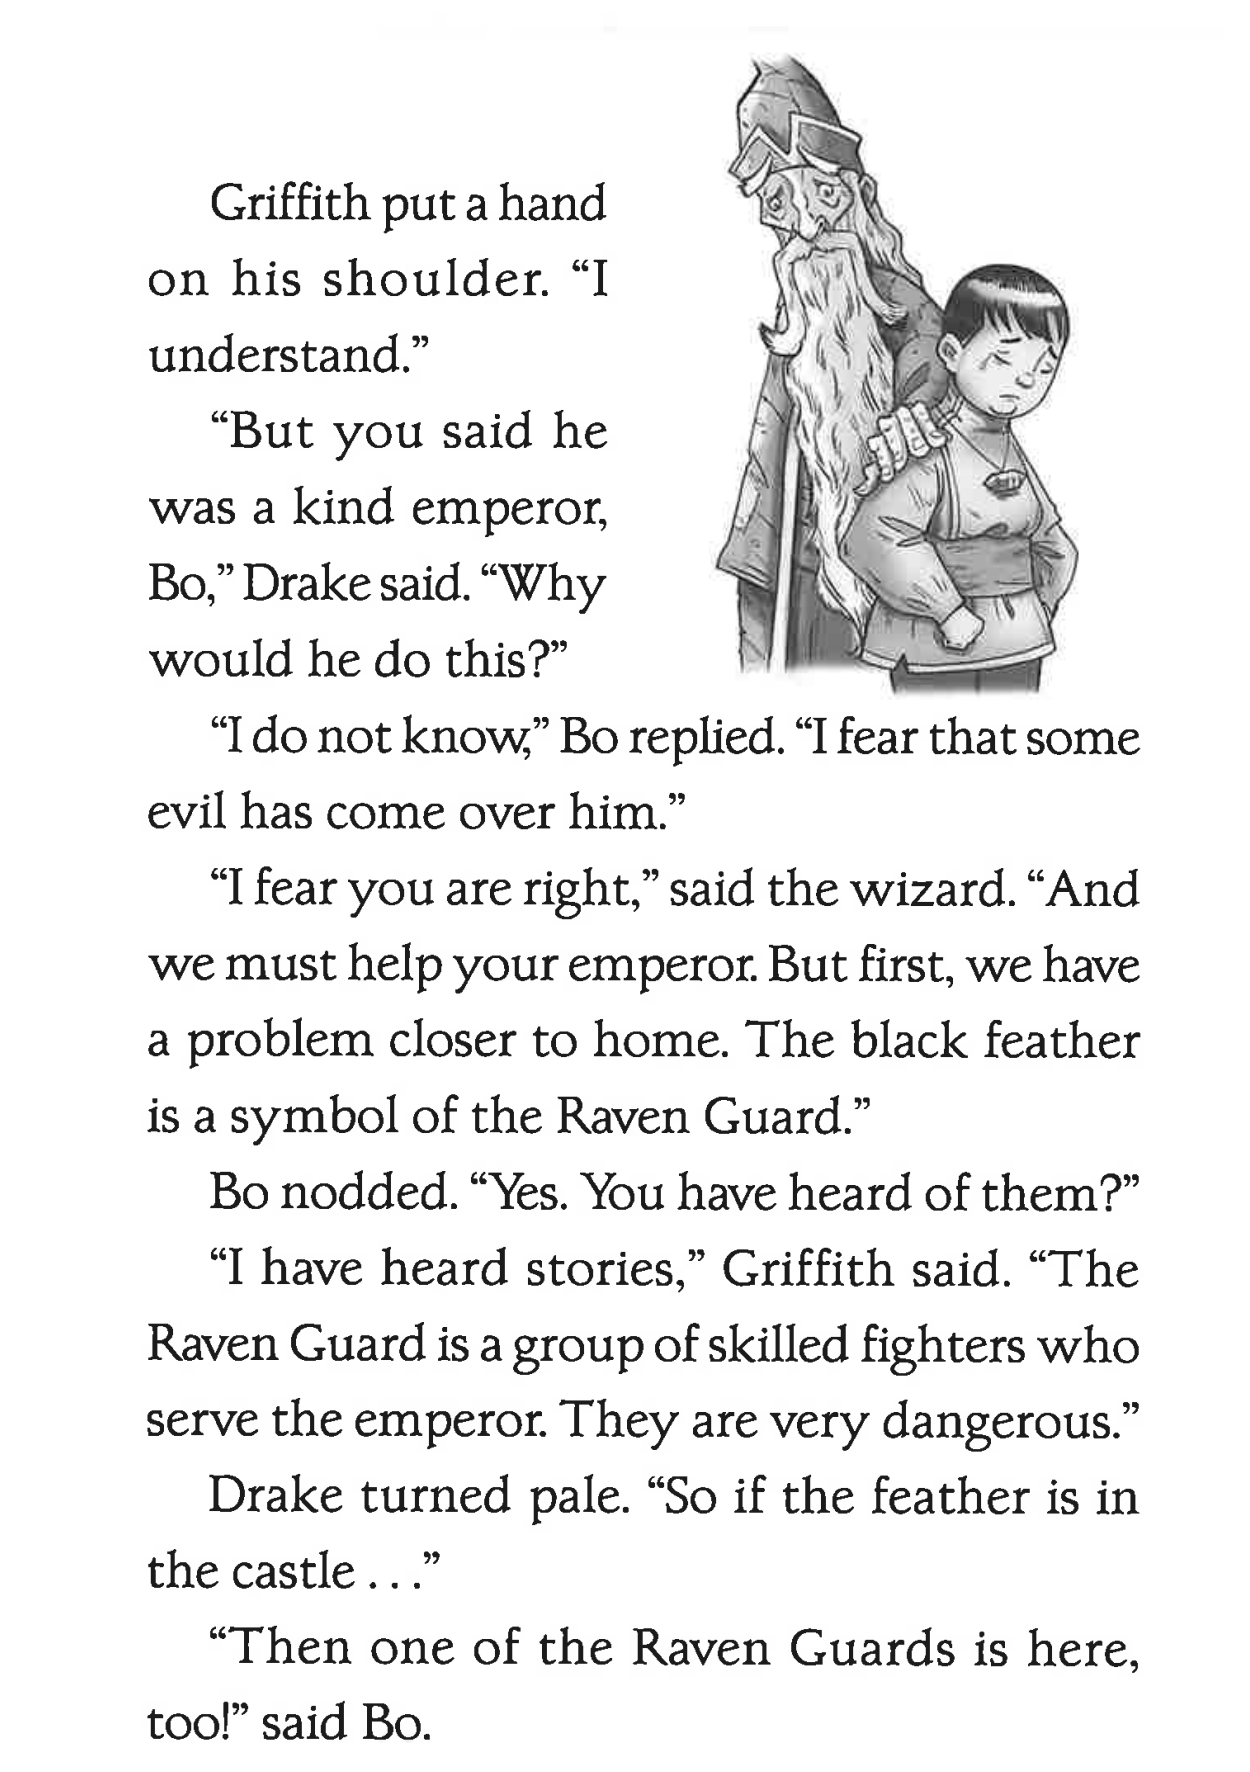 Griffith put a hand
on his shoulder. “I
understand.”
“But you said he
was a kind emperor,
Bo,” Drake said. “Why
would he do this?”
“I do not know,” Bo replied. “I fear that some
evil has come over him.”
“I fear you are right,” said the wizard. “And
we must help your emperor. But first, we have
a problem closer to home. The black feather
is a symbol of the Raven Guard.”
Bo nodded. “Yes. You have heard of them?”
“I have heard stories,” Griffith said. “The
Raven Guard is a group of skilled fighters who
serve the emperor. They are very dangerous.”
Drake turned pale. “So if the feather is in
the castle . . .”
“Then one of the Raven Guards is here,
too!” said Bo.